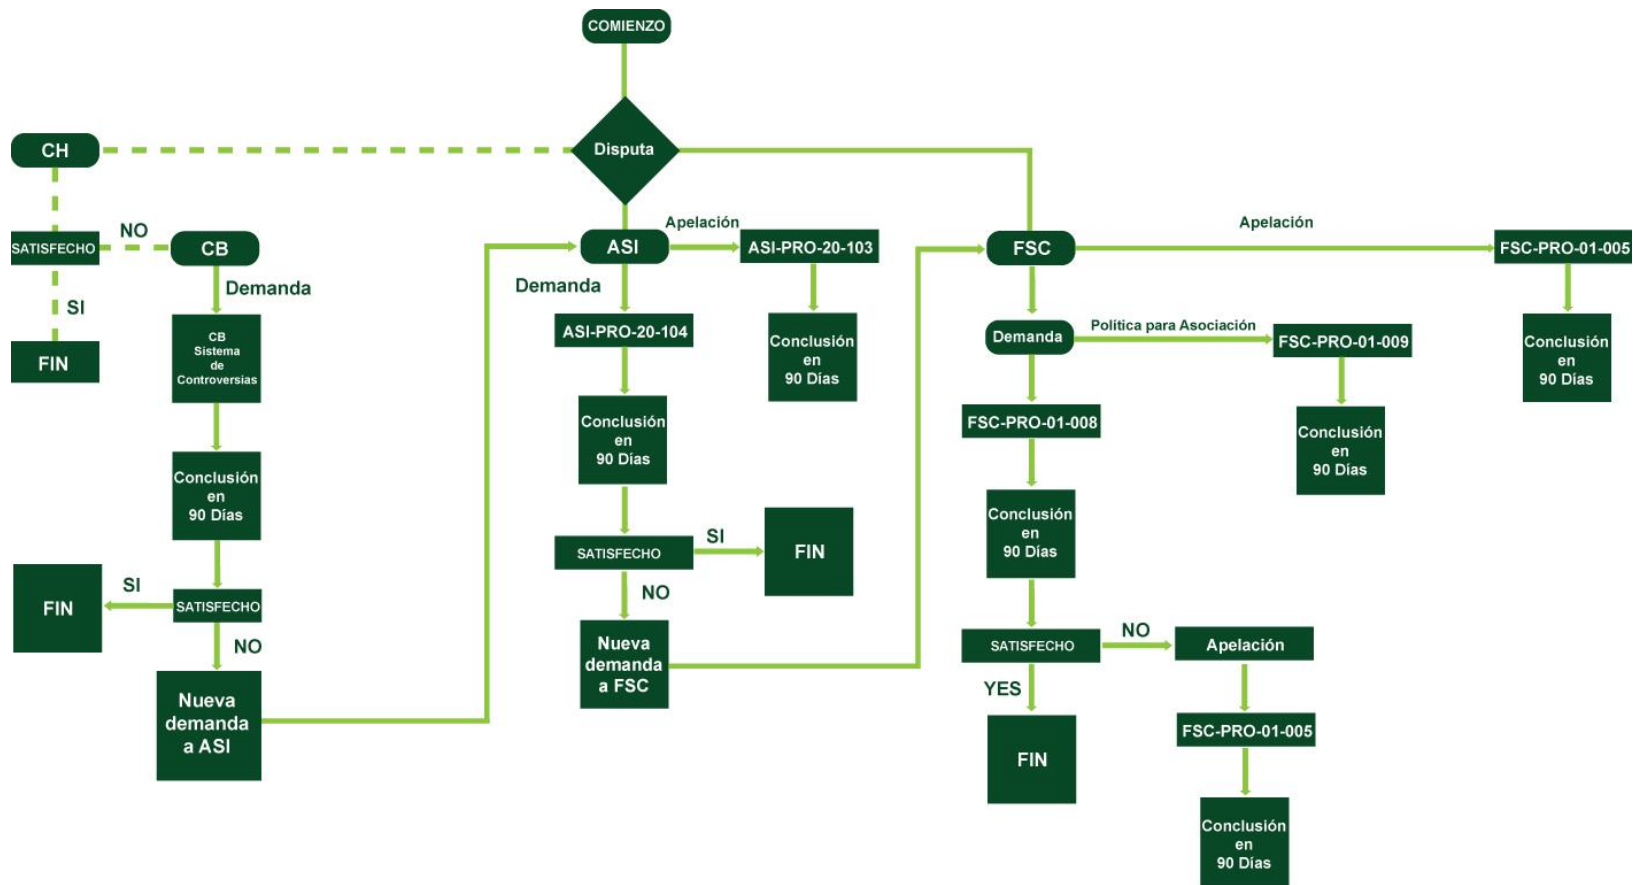 COMIENZO
Disputa
CH
SATISFECHO
NO
SI
FIN
CB
Demanda
CB
Sistema
de
Controversias
Conclusión
en
90 Días
SATISFECHO
SI
FIN
NO
Nueva
demanda
a ASI
ASI
Apelación
ASI-PRO-20-103
Conclusión
en
90 Días
Demanda
ASI-PRO-20-104
Conclusión
en
90 Días
SATISFECHO
SI
FIN
NO
Nueva
demanda
a FSC
FSC
Apelación
FSC-PRO-01-005
Conclusión
en
90 Días
Demanda
Política para Asociación
FSC-PRO-01-009
Conclusión
en
90 Días
FSC-PRO-01-008
Conclusión
en
90 Días
SATISFECHO
NO
Apelación
FSC-PRO-01-005
Conclusión
en
90 Días
YES
FIN